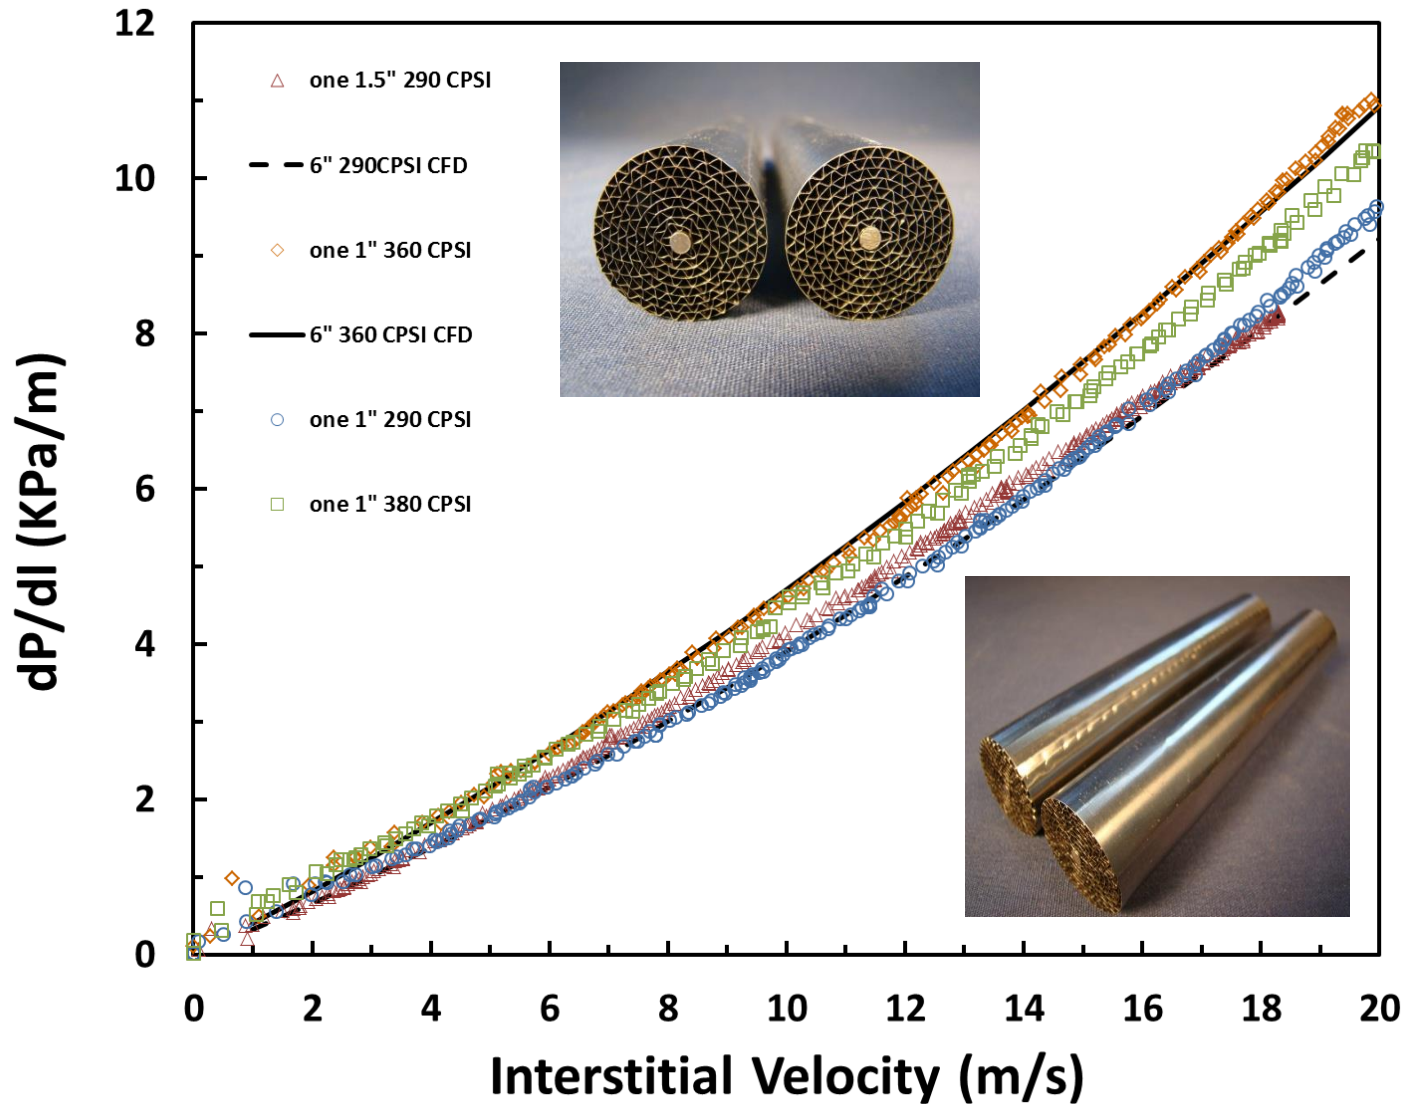 12
10
8
6
4
2
0
dP/dl (KPa/m)
one 1.5" 290 CPSI
6" 290CPSI CFD
one 1" 360 CPSI
6" 360 CPSI CFD
one 1" 290 CPSI
one 1" 380 CPSI
0 2 4 6 8 10 12 14 16 18 20
Interstitial Velocity (m/s)